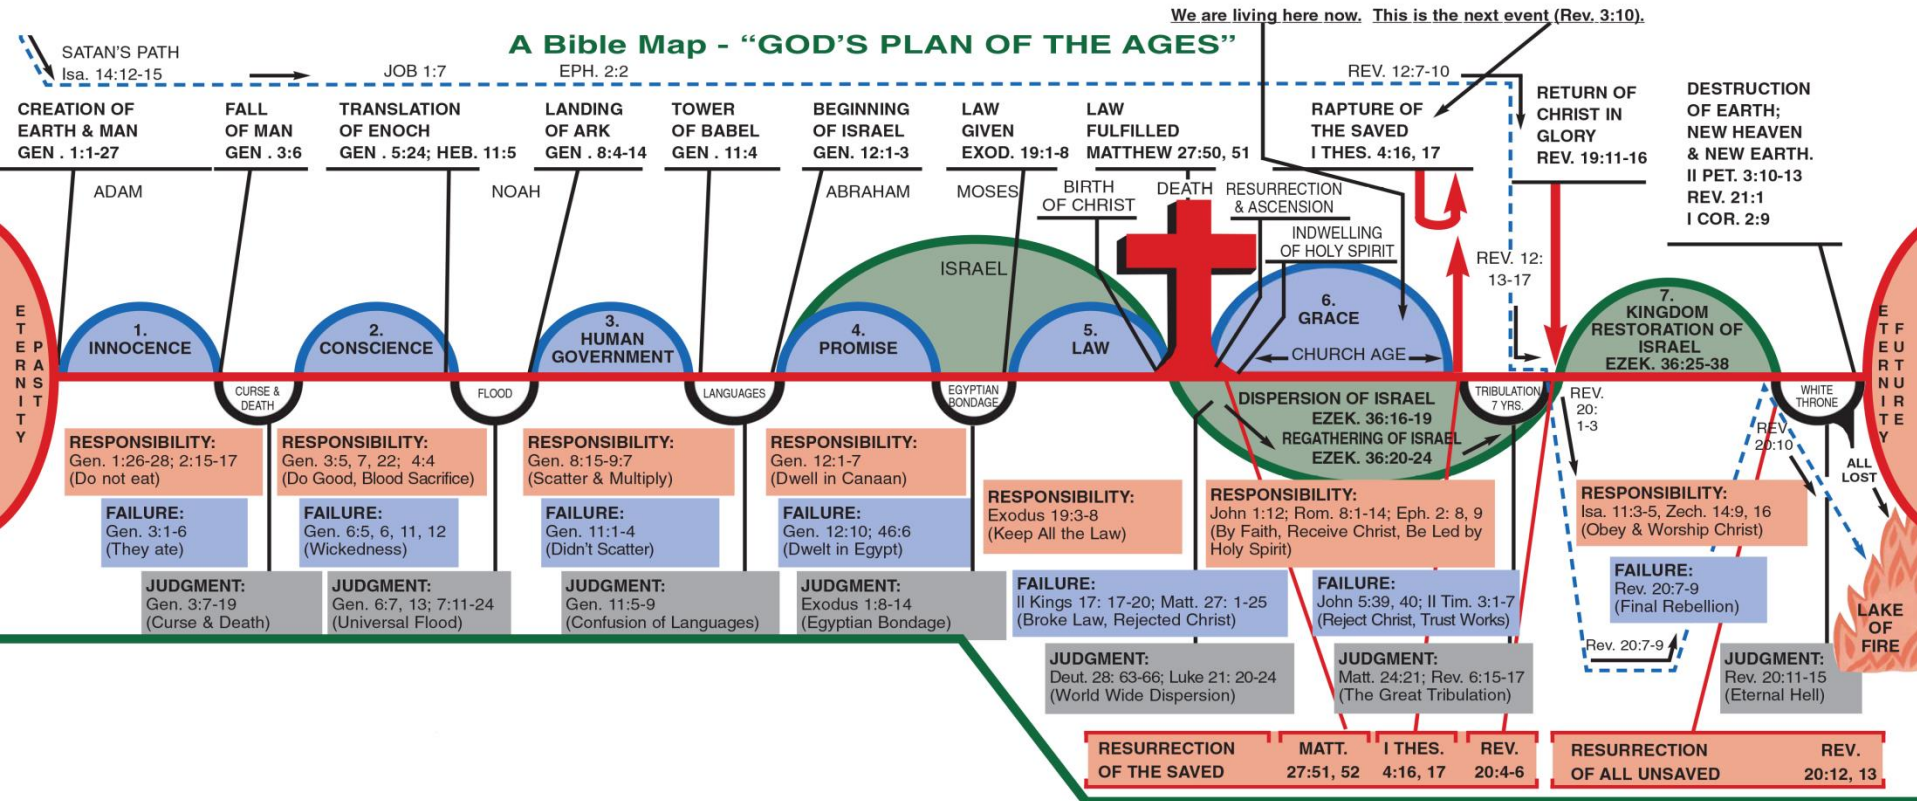 We are living here now. This is the next event (Rev. 3:10).
A Bible Map - “GOD’S PLAN OF THE AGES”
SATAN’S PATH
Isa. 14:12-15
JOB 1:7
EPH. 2:2
REV. 12:7-10
CREATION OF
EARTH & MAN
GEN . 1:1-27
FALL
OF MAN
GEN . 3:6
TRANSLATION
OF ENOCH
GEN . 5:24; HEB. 11:5
LANDING
OF ARK
GEN . 8:4-14
TOWER
OF BABEL
GEN . 11:4
BEGINNING
OF ISRAEL
GEN. 12:1-3
LAW
GIVEN
EXOD. 19:1-8
LAW
FULFILLED
MATTHEW 27:50, 51
RAPTURE OF
THE SAVED
I THES. 4:16, 17
RETURN OF
CHRIST IN
GLORY
REV. 19:11-16
DESTRUCTION
OF EARTH;
NEW HEAVEN
& NEW EARTH.
II PET. 3:10-13
REV. 21:1
I COR. 2:9
ADAM
NOAH
ABRAHAM
MOSES
BIRTH
OF CHRIST
DEATH
RESURRECTION
& ASCENSION
INDWELLING
OF HOLY SPIRIT
REV. 12:
13-17
ISRAEL
ETERNITY
PAST
1.
INNOCENCE
2.
CONSCIENCE
3.
HUMAN
GOVERNMENT
4.
PROMISE
5.
LAW
6.
GRACE
CHURCH AGE
7.
KINGDOM
RESTORATION OF
ISRAEL
EZEK. 36:25-38
ETERNITY
FUTURE
CURSE &
DEATH
FLOOD
LANGUAGES
EGYPTIAN
BONDAGE
DISPERSION OF ISRAEL
EZEK. 36:16-19
REGATHERING OF ISRAEL
EZEK. 36:20-24
TRIBULATION
7 YRS.
REV.
20:
1-3
REV.
20:10
WHITE
THRONE
ALL
LOST
RESPONSIBILITY:
Gen. 1:26-28; 2:15-17
(Do not eat)
FAILURE:
Gen. 3:1-6
(They ate)
JUDGMENT:
Gen. 3:7-19
(Curse & Death)
RESPONSIBILITY:
Gen. 3:5, 7, 22; 4:4
(Do Good, Blood Sacrifice)
FAILURE:
Gen. 6:5, 6, 11, 12
(Wickedness)
JUDGMENT:
Gen. 6:7, 13; 7:11-24
(Universal Flood)
RESPONSIBILITY:
Gen. 8:15-9:7
(Scatter & Multiply)
FAILURE:
Gen. 11:1-4
(Didn’t Scatter)
JUDGMENT:
Gen. 11:5-9
(Confusion of Languages)
RESPONSIBILITY:
Gen. 12:1-7
(Dwell in Canaan)
FAILURE:
Gen. 12:10; 46:6
(Dwelt in Egypt)
JUDGMENT:
Exodus 1:8-14
(Egyptian Bondage)
RESPONSIBILITY:
Exodus 19:3-8
(Keep All the Law)
FAILURE:
II Kings 17: 17-20; Matt. 27: 1-25
(Broke Law, Rejected Christ)
JUDGMENT:
Deut. 28: 63-66; Luke 21: 20-24
(World Wide Dispersion)
RESPONSIBILITY:
John 1:12; Rom. 8:1-14; Eph. 2: 8, 9
(By Faith, Receive Christ, Be Led by
Holy Spirit)
FAILURE:
John 5:39, 40; II Tim. 3:1-7
(Reject Christ, Trust Works)
JUDGMENT:
Matt. 24:21; Rev. 6:15-17
(The Great Tribulation)
RESPONSIBILITY:
Isa. 11:3-5, Zech. 14:9, 16
(Obey & Worship Christ)
FAILURE:
Rev. 20:7-9
(Final Rebellion)
Rev. 20:7-9
JUDGMENT:
Rev. 20:11-15
(Eternal Hell)
LAKE
OF
FIRE
RESURRECTION
OF THE SAVED
MATT.
27:51, 52
I THES.
4:16, 17
REV.
20:4-6
RESURRECTION
OF ALL UNSAVED
REV.
20:12, 13